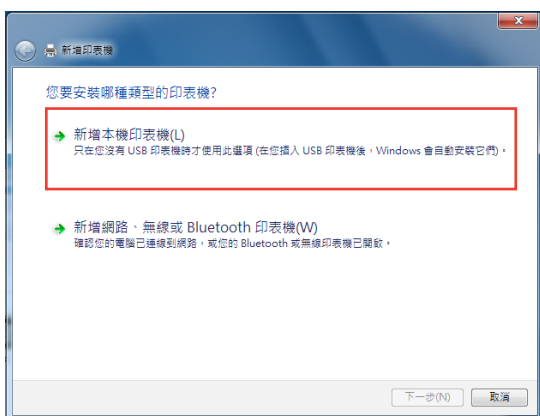 新增印表機
您要安裝哪種類型的印表機?
新增本機印表機(L)
只在您沒有 USB 印表機時才使用此選項 (在您插入 USB 印表機後，Windows 會自動安裝它們)。
新增網路、無線或 Bluetooth 印表機(W)
確認您的電腦已連線到網路，或您的 Bluetooth 或無線印表機已開啟。
下一步(N) 取消